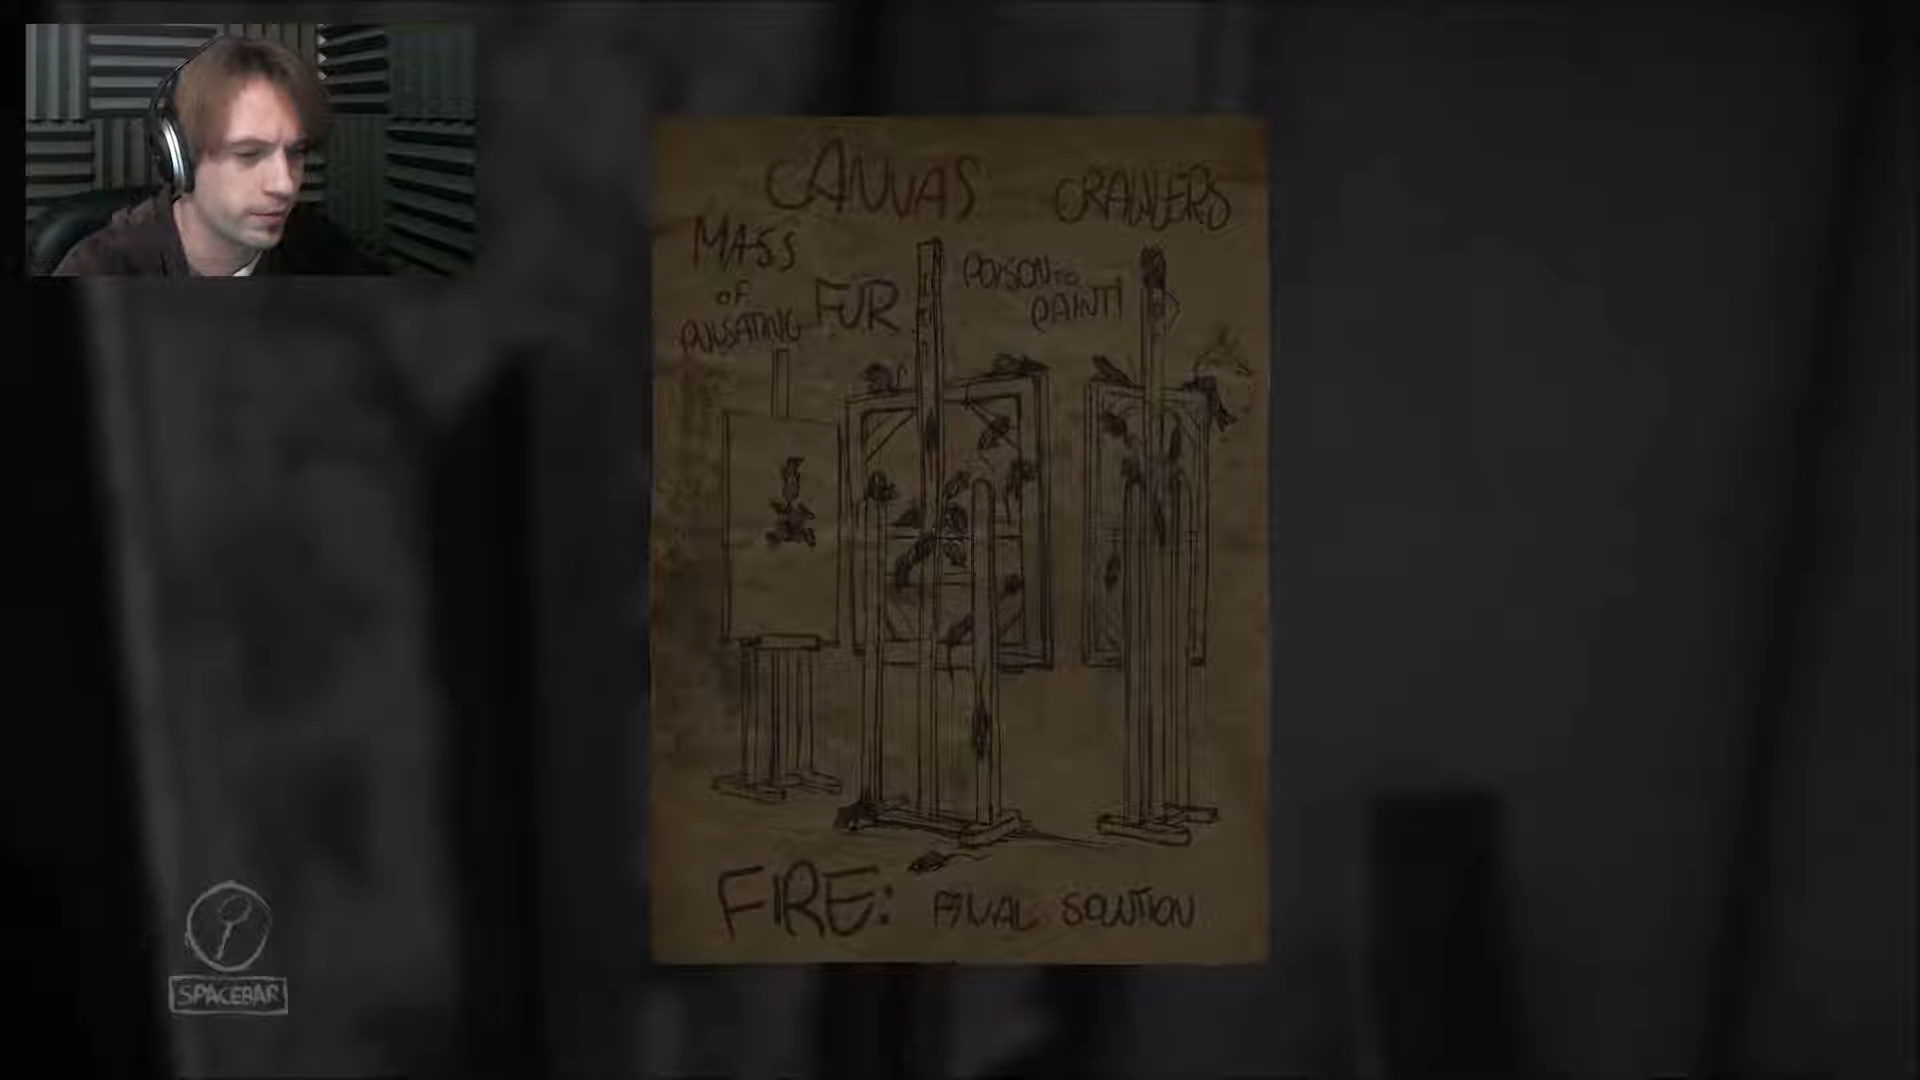 CANVAS CRAWLERS
MASS
OF
PULSATING FUR
POISON TO
PAINT!
FIRE: FINAL SOLUTION
SPACEBAR